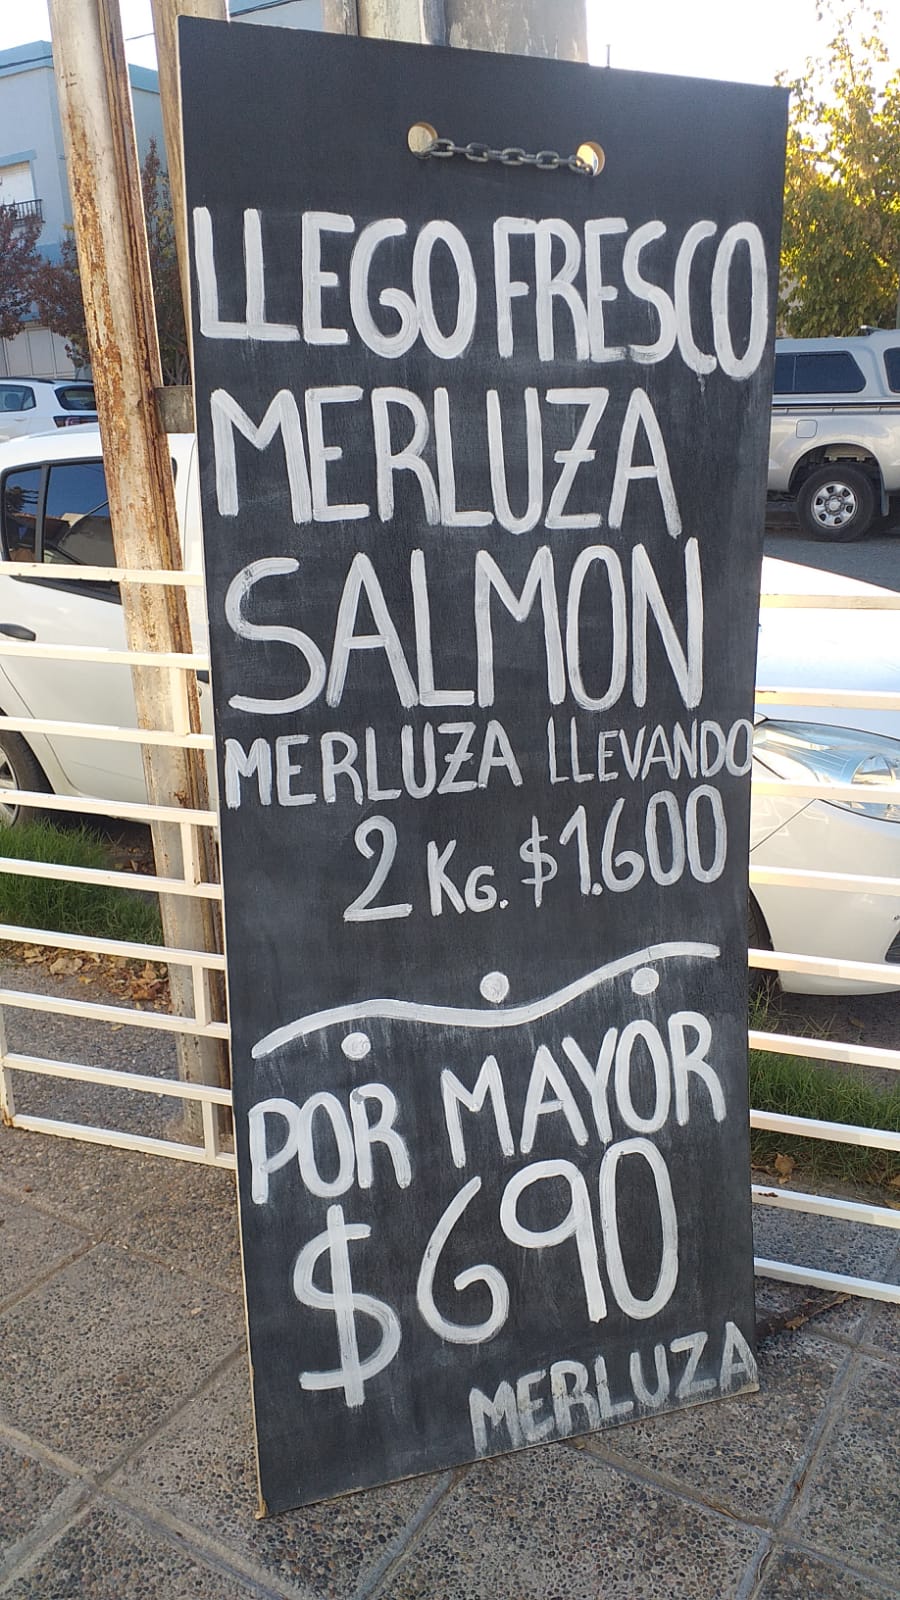 LLEGO FRESCO
MERLUZA
SALMON
MERLUZA LLEVANDO
2 KG. $1.600
POR MAYOR
$690
MERLUZA